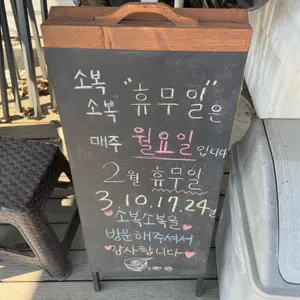 소복
소복 "휴무일"은
매주 월요일입니다
2월 휴무일
3.10.17.24일
♥소복소복을
방문해주셔서
감사합니다♥